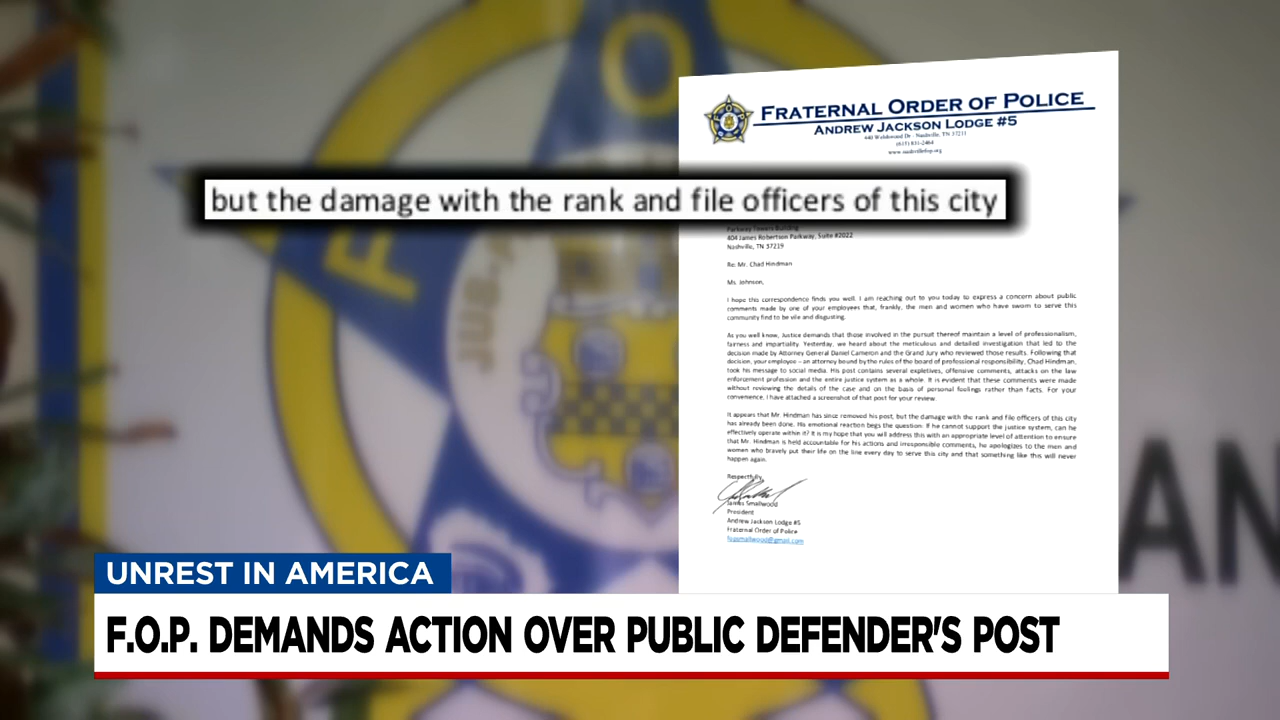 FRATERNAL ORDER OF POLICE
ANDREW JACKSON LODGE #5
440 Welshwood Dr - Nashville, TN 37211
(615) 831-2464
www.nashvillefop.org
but the damage with the rank and file officers of this city
Parkway Towers Building
404 James Robertson Parkway, Suite #2022
Nashville, TN 37219
Re: Mr. Chad Hindman
Ms. Johnson,
I hope this correspondence finds you well. I am reaching out to you today to express a concern about public
comments made by one of your employees that, frankly, the men and women who have sworn to serve this
community find to be vile and disgusting.
As you well know, Justice demands that those involved in the pursuit thereof maintain a level of professionalism,
fairness and impartiality. Yesterday, we heard about the meticulous and detailed investigation that led to the
decision made by Attorney General Daniel Cameron and the Grand Jury who reviewed those results. Following that
decision, your employee – an attorney bound by the rules of the board of professional responsibility, Chad Hindman,
took his message to social media. His post contains several expletives, offensive comments, attacks on the law
enforcement profession and the entire justice system as a whole. It is evident that these comments were made
without reviewing the details of the case and on the basis of personal feelings rather than facts. For your
convenience, I have attached a screenshot of that post for your review.
It appears that Mr. Hindman has since removed his post, but the damage with the rank and file officers of this city
has already been done. His emotional reaction begs the question: If he cannot support the justice system, can he
effectively operate within it? It is my hope that you will address this with an appropriate level of attention to ensure
that Mr. Hindman is held accountable for his actions and irresponsible comments, he apologizes to the men and
women who bravely put their life on the line every day to serve this city and that something like this will never
happen again.
Respectfully,
James Smallwood
President
Andrew Jackson Lodge #5
Fraternal Order of Police
fopsmallwood@gmail.com
UNREST IN AMERICA
F.O.P. DEMANDS ACTION OVER PUBLIC DEFENDER'S POST